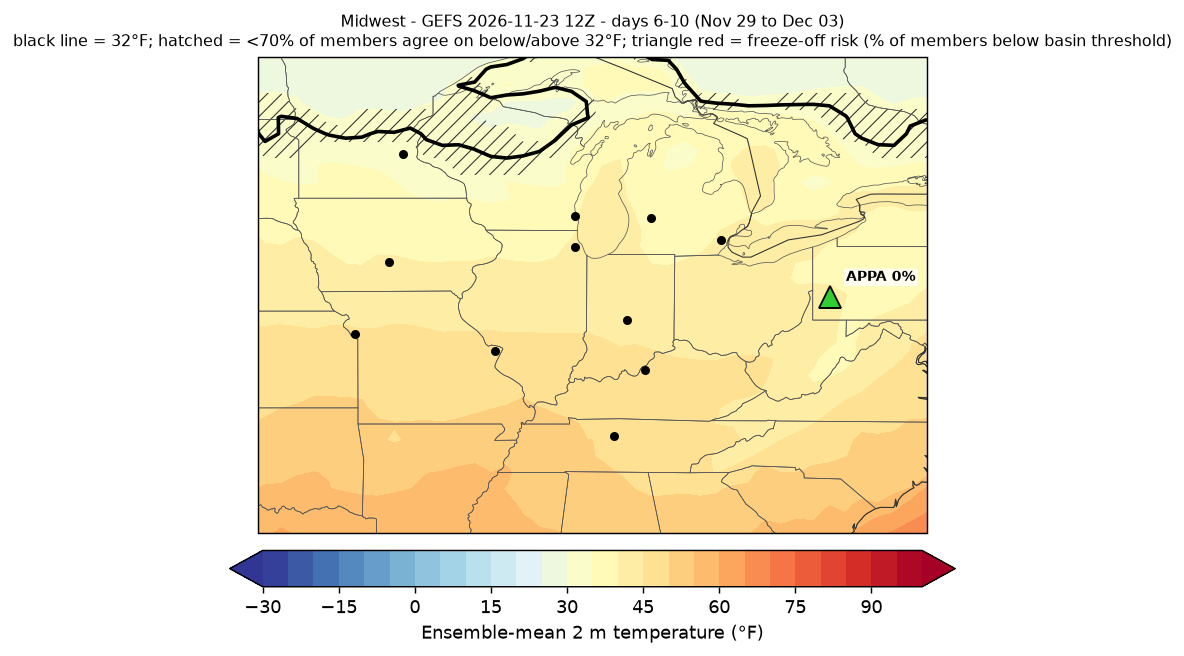 Midwest - GEFS 2026-11-23 12Z - days 6-10 (Nov 29 to Dec 03)
black line = 32°F; hatched = <70% of members agree on below/above 32°F; triangle red = freeze-off risk (% of members below basin threshold)
APPA 0%
−30 −15 0 15 30 45 60 75 90
Ensemble-mean 2 m temperature (°F)